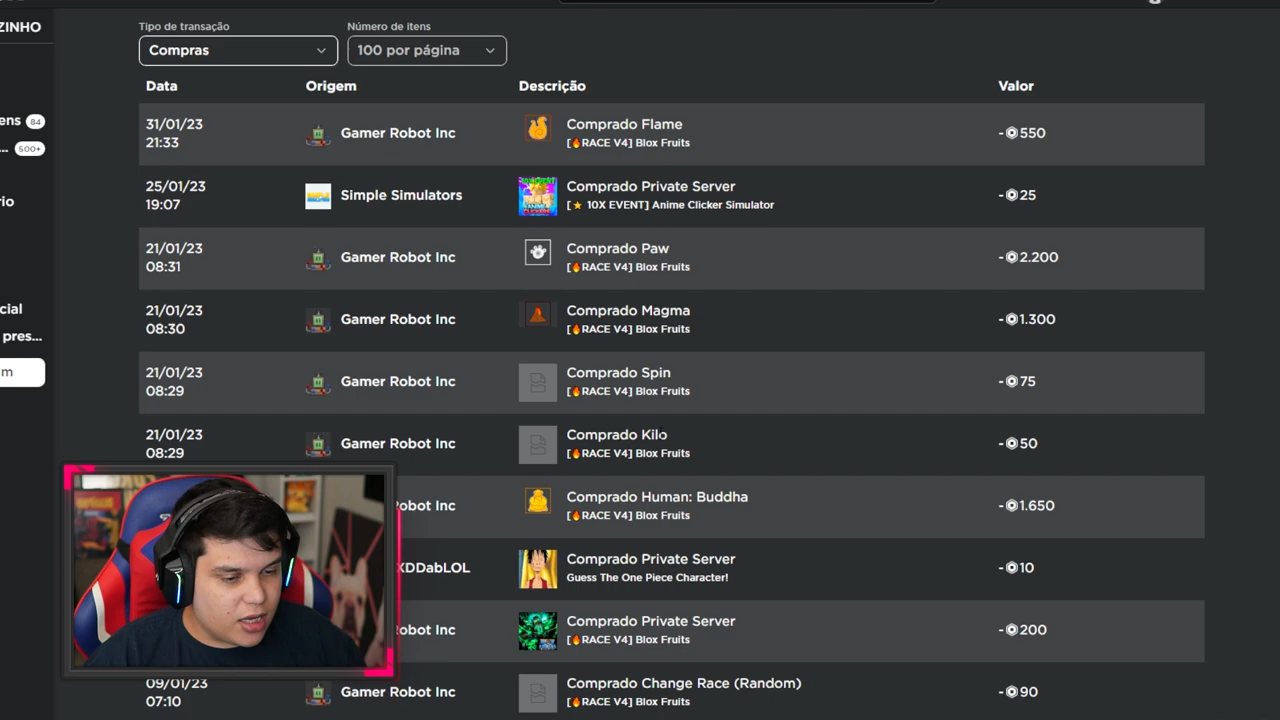 ZINHO
Tipo de transação
Número de itens
Compras
100 por página
Data
Origem
Descrição
Valor
ens 84
... 500+
rio
cial
pres...
m
31/01/23
21:33
Gamer Robot Inc
Comprado Flame
[🔥RACE V4] Blox Fruits
-550
25/01/23
19:07
Simple Simulators
Comprado Private Server
[⭐ 10X EVENT] Anime Clicker Simulator
-25
21/01/23
08:31
Gamer Robot Inc
Comprado Paw
[🔥RACE V4] Blox Fruits
-2.200
21/01/23
08:30
Gamer Robot Inc
Comprado Magma
[🔥RACE V4] Blox Fruits
-1.300
21/01/23
08:29
Gamer Robot Inc
Comprado Spin
[🔥RACE V4] Blox Fruits
-75
21/01/23
08:29
Gamer Robot Inc
Comprado Kilo
[🔥RACE V4] Blox Fruits
-50
obot Inc
Comprado Human: Buddha
[🔥RACE V4] Blox Fruits
-1.650
XDDabLOL
Comprado Private Server
Guess The One Piece Character!
-10
obot Inc
Comprado Private Server
[🔥RACE V4] Blox Fruits
-200
09/01/23
07:10
Gamer Robot Inc
Comprado Change Race (Random)
[🔥RACE V4] Blox Fruits
-90